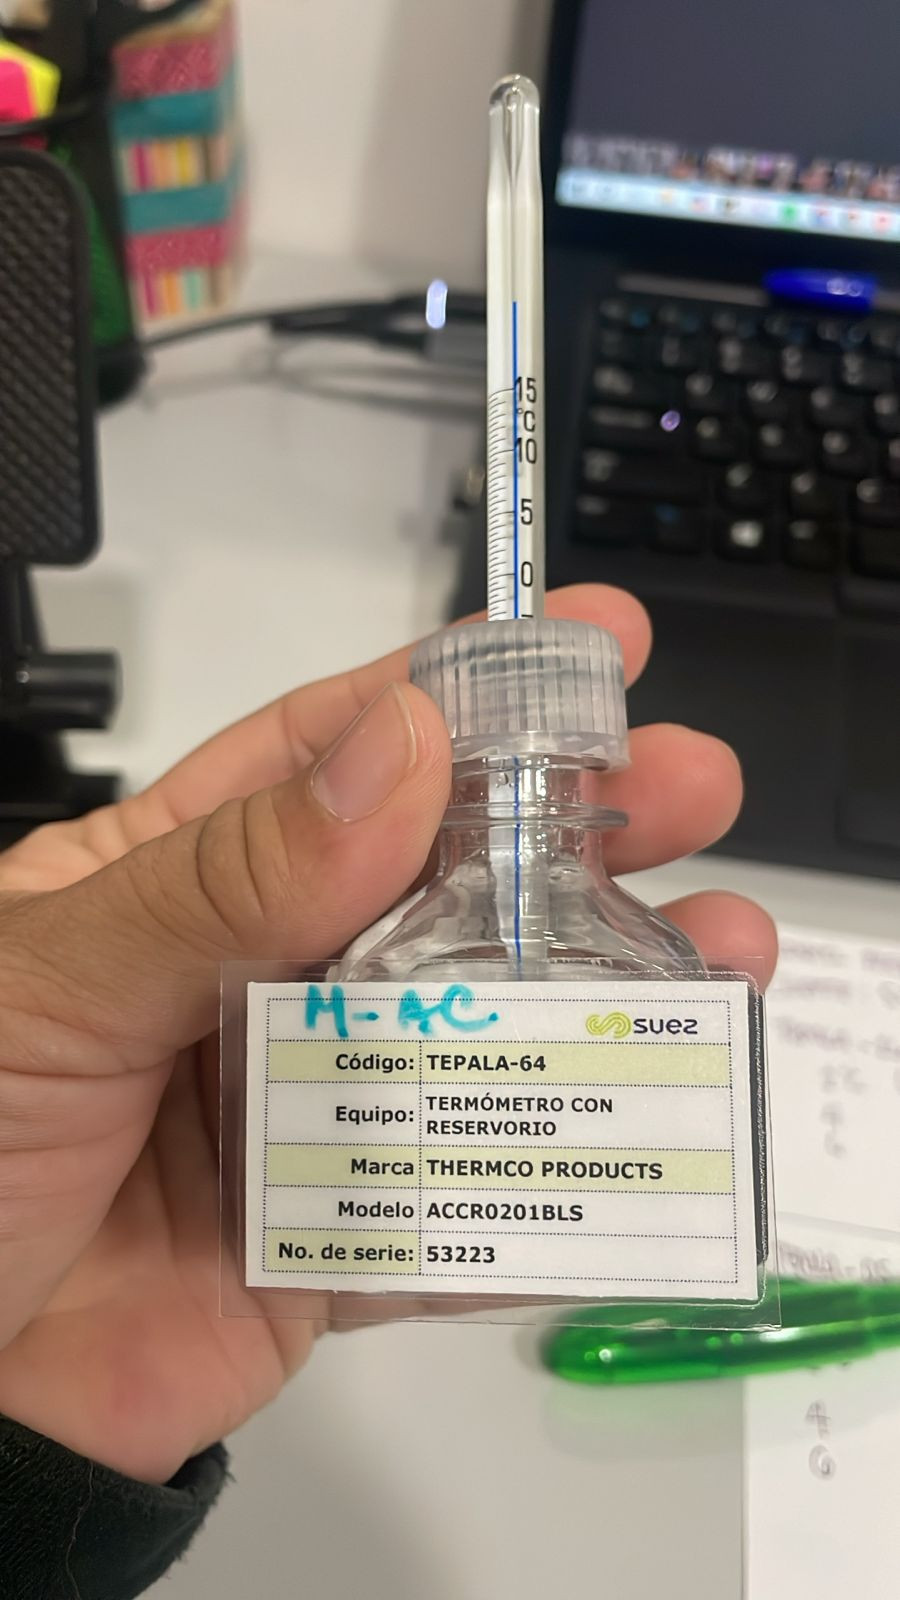 15
°C
10
5
0
M-AC.
suez
Código: TEPALA-64
Equipo: TERMÓMETRO CON
RESERVORIO
Marca THERMCO PRODUCTS
Modelo ACCR0201BLS
No. de serie: 53223